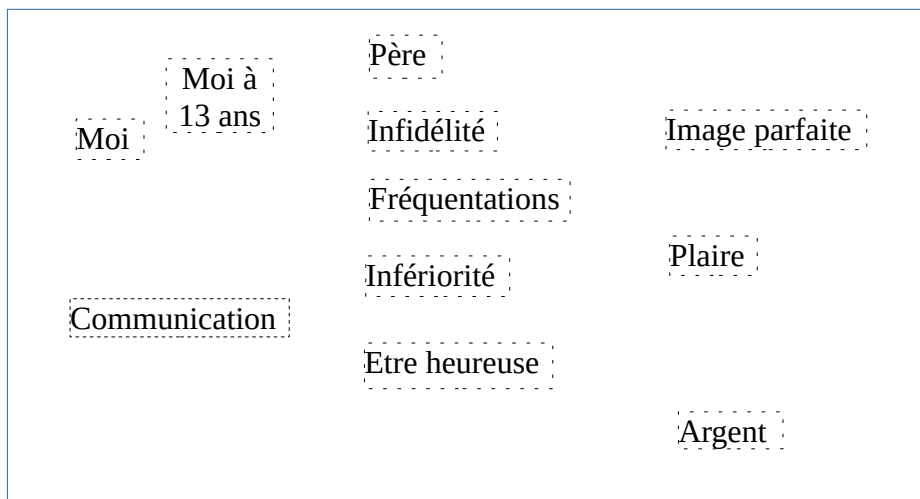 Moi
Moi à
13 ans
Communication
Père
Infidélité
Fréquentations
Infériorité
Etre heureuse
Image parfaite
Plaire
Argent